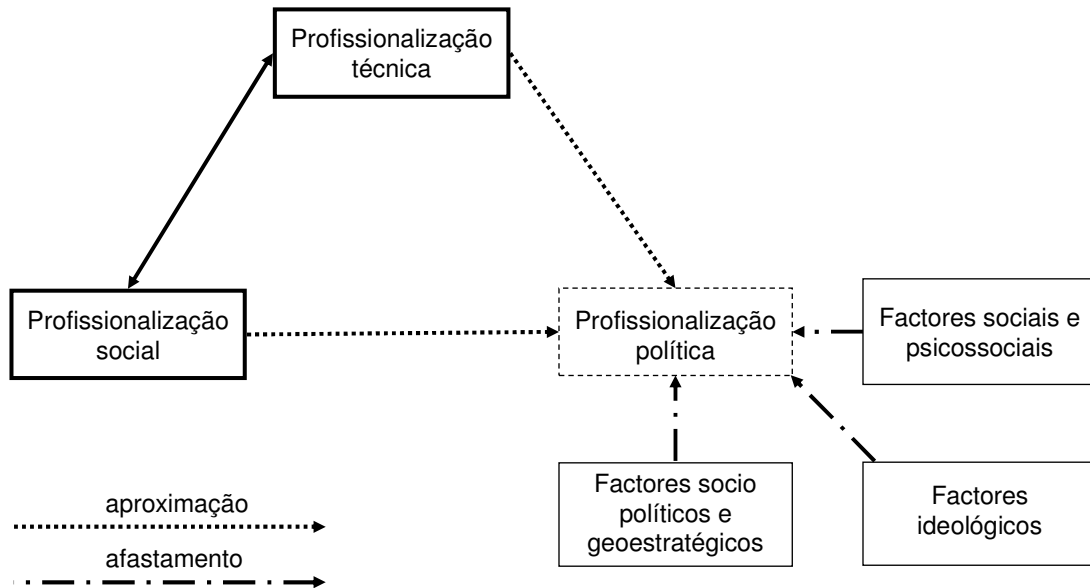 Profissionalização
técnica
Profissionalização
social
Profissionalização
política
Factores sociais e
psicossociais
Factores socio
políticos e
geoestratégicos
Factores
ideológicos
aproximação
afastamento